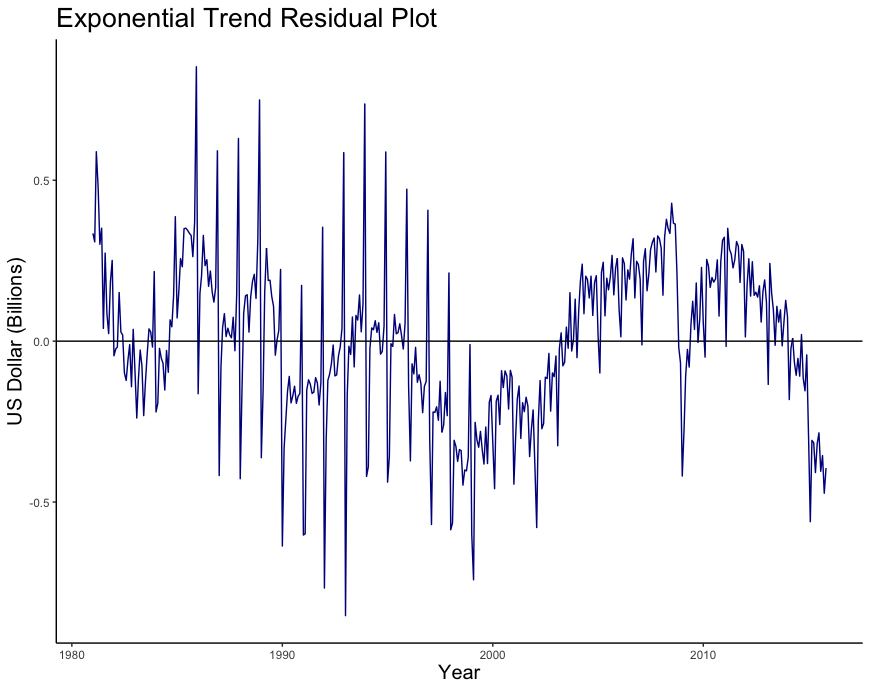 Exponential Trend Residual Plot
US Dollar (Billions)
0.5
0.0
-0.5
1980 1990 2000 2010
Year